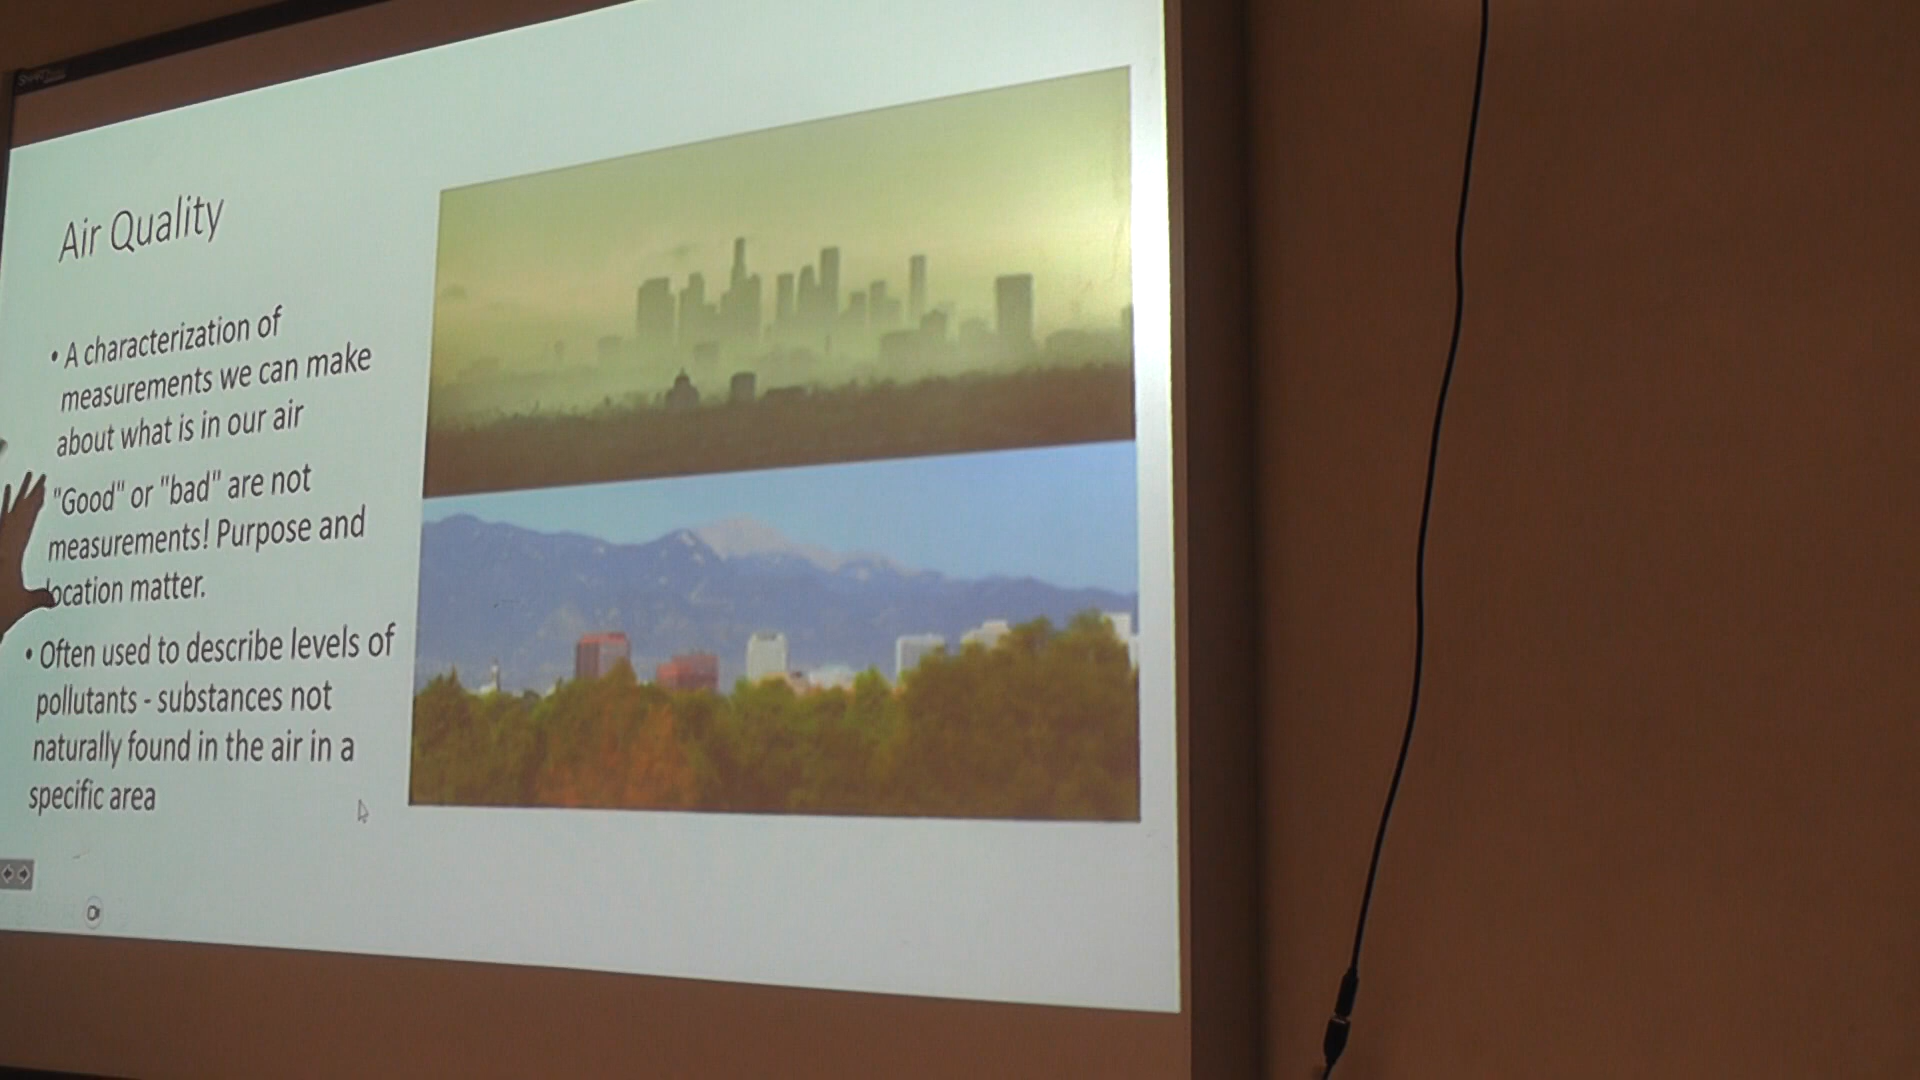 Air Quality
• A characterization of
measurements we can make
about what is in our air
"Good" or "bad" are not
measurements! Purpose and
location matter.
• Often used to describe levels of
pollutants - substances not
naturally found in the air in a
specific area